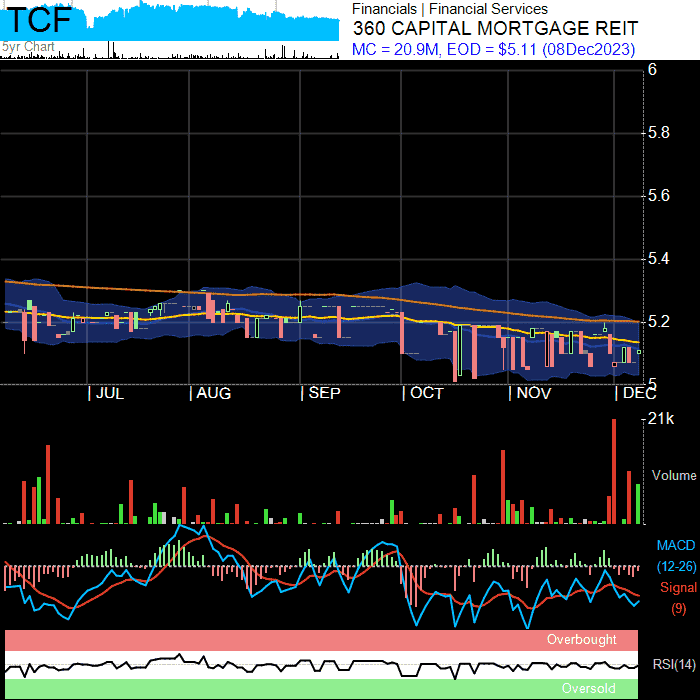 TCF
5yr Chart
Financials | Financial Services
360 CAPITAL MORTGAGE REIT
MC = 20.9M, EOD = $5.11 (08Dec2023)
6
5.8
5.6
5.4
5.2
5
| JUL | AUG | SEP | OCT | NOV | DEC
21k
Volume
MACD
(12-26)
Signal
(9)
Overbought
RSI(14)
Oversold